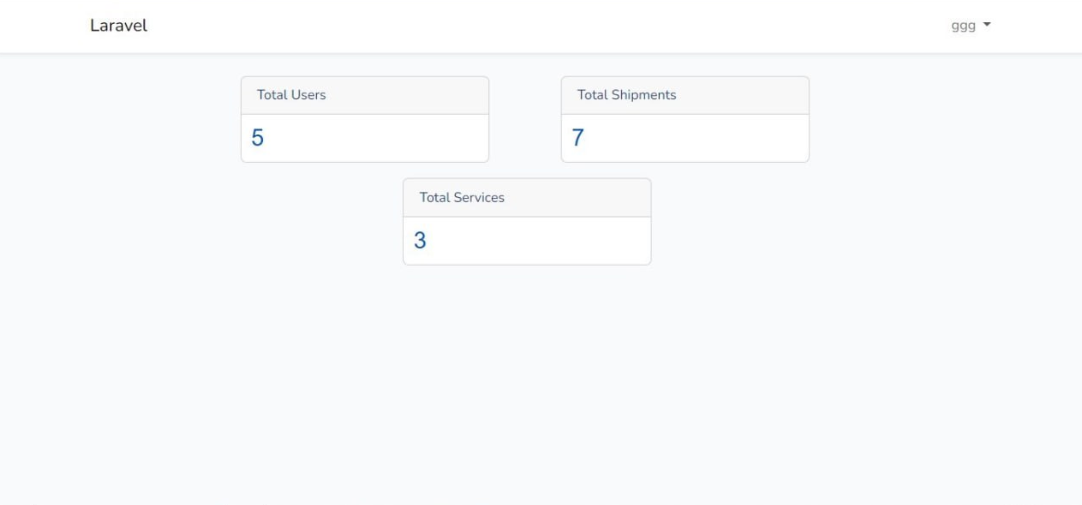 Laravel
ggg
Total Users
Total Shipments
5
7
Total Services
3